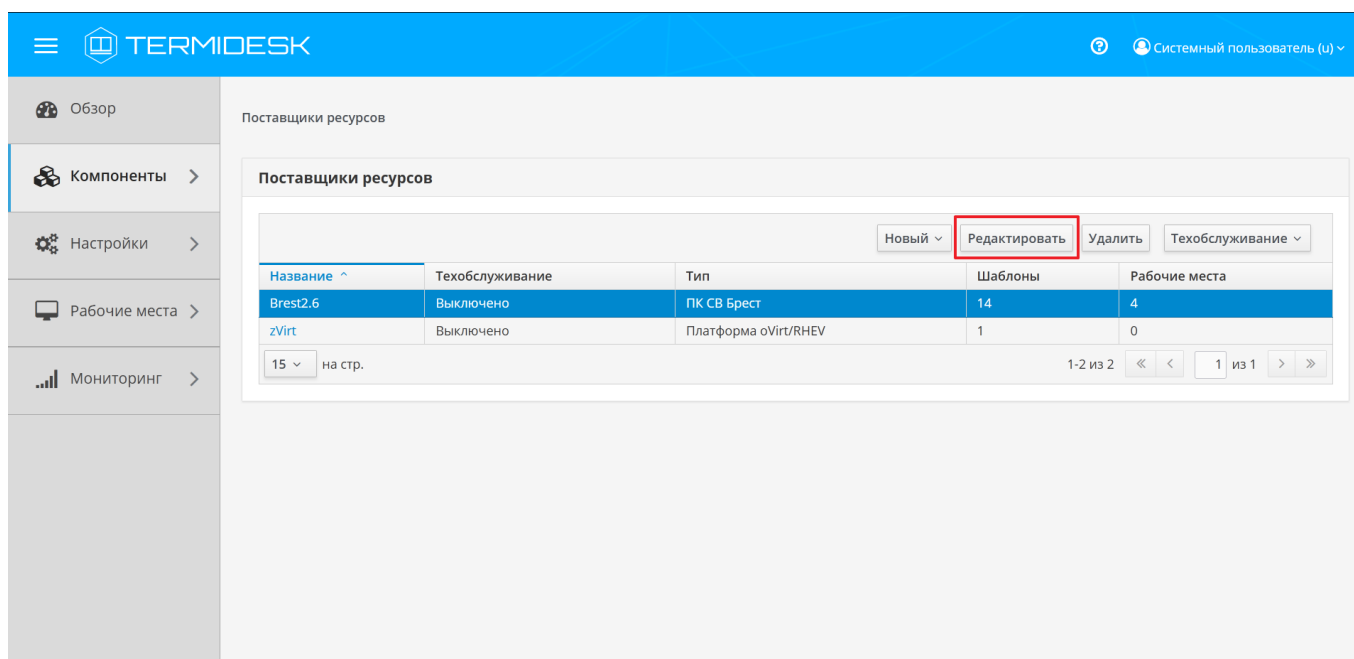 TERMIDESK
Системный пользователь (u)
Обзор
Компоненты
Настройки
Рабочие места
Мониторинг
Поставщики ресурсов
Поставщики ресурсов
Новый Редактировать Удалить Техобслуживание
Название Техобслуживание Тип Шаблоны Рабочие места
Brest2.6 Выключено ПК СВ Брест 14 4
zVirt Выключено Платформа oVirt/RHEV 1 0
15 на стр. 1-2 из 2 « < 1 из 1 > »